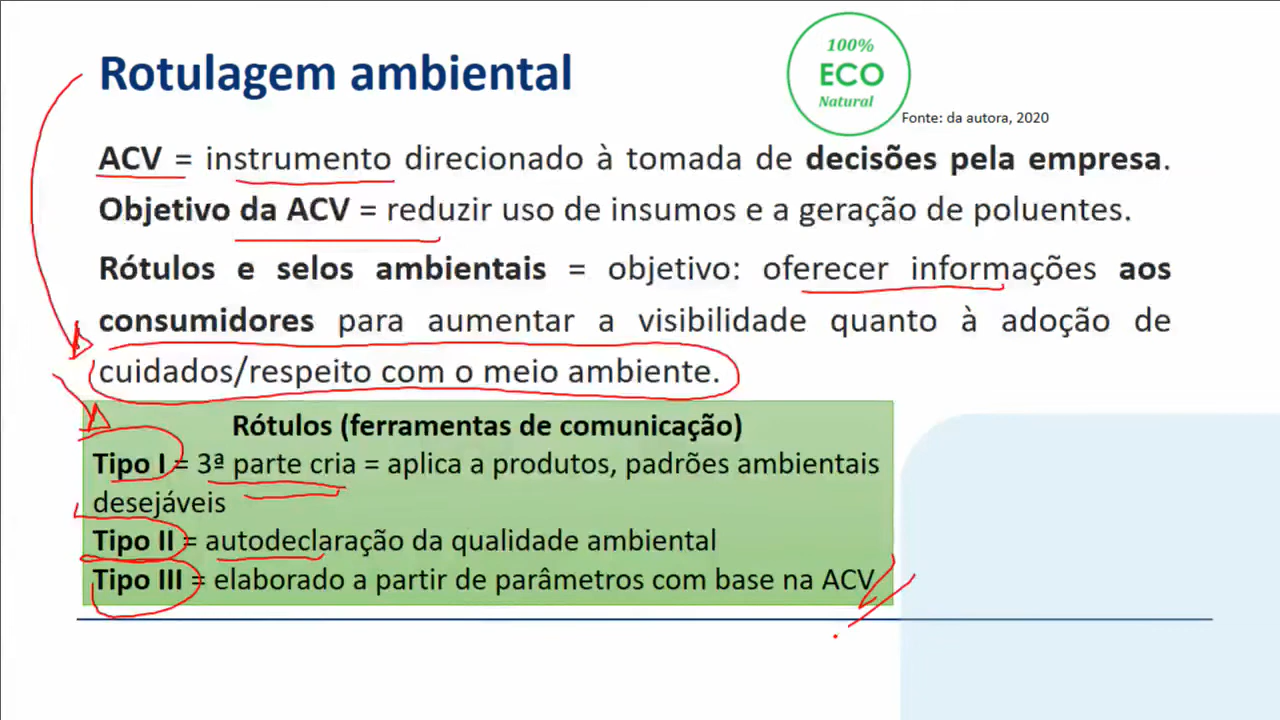 Rotulagem ambiental
100%
ECO
Natural
Fonte: da autora, 2020
ACV = instrumento direcionado à tomada de decisões pela empresa.
Objetivo da ACV = reduzir uso de insumos e a geração de poluentes.
Rótulos e selos ambientais = objetivo: oferecer informações aos
consumidores para aumentar a visibilidade quanto à adoção de
cuidados/respeito com o meio ambiente.
Rótulos (ferramentas de comunicação)
Tipo I = 3ª parte cria = aplica a produtos, padrões ambientais
desejáveis
Tipo II = autodeclaração da qualidade ambiental
Tipo III = elaborado a partir de parâmetros com base na ACV